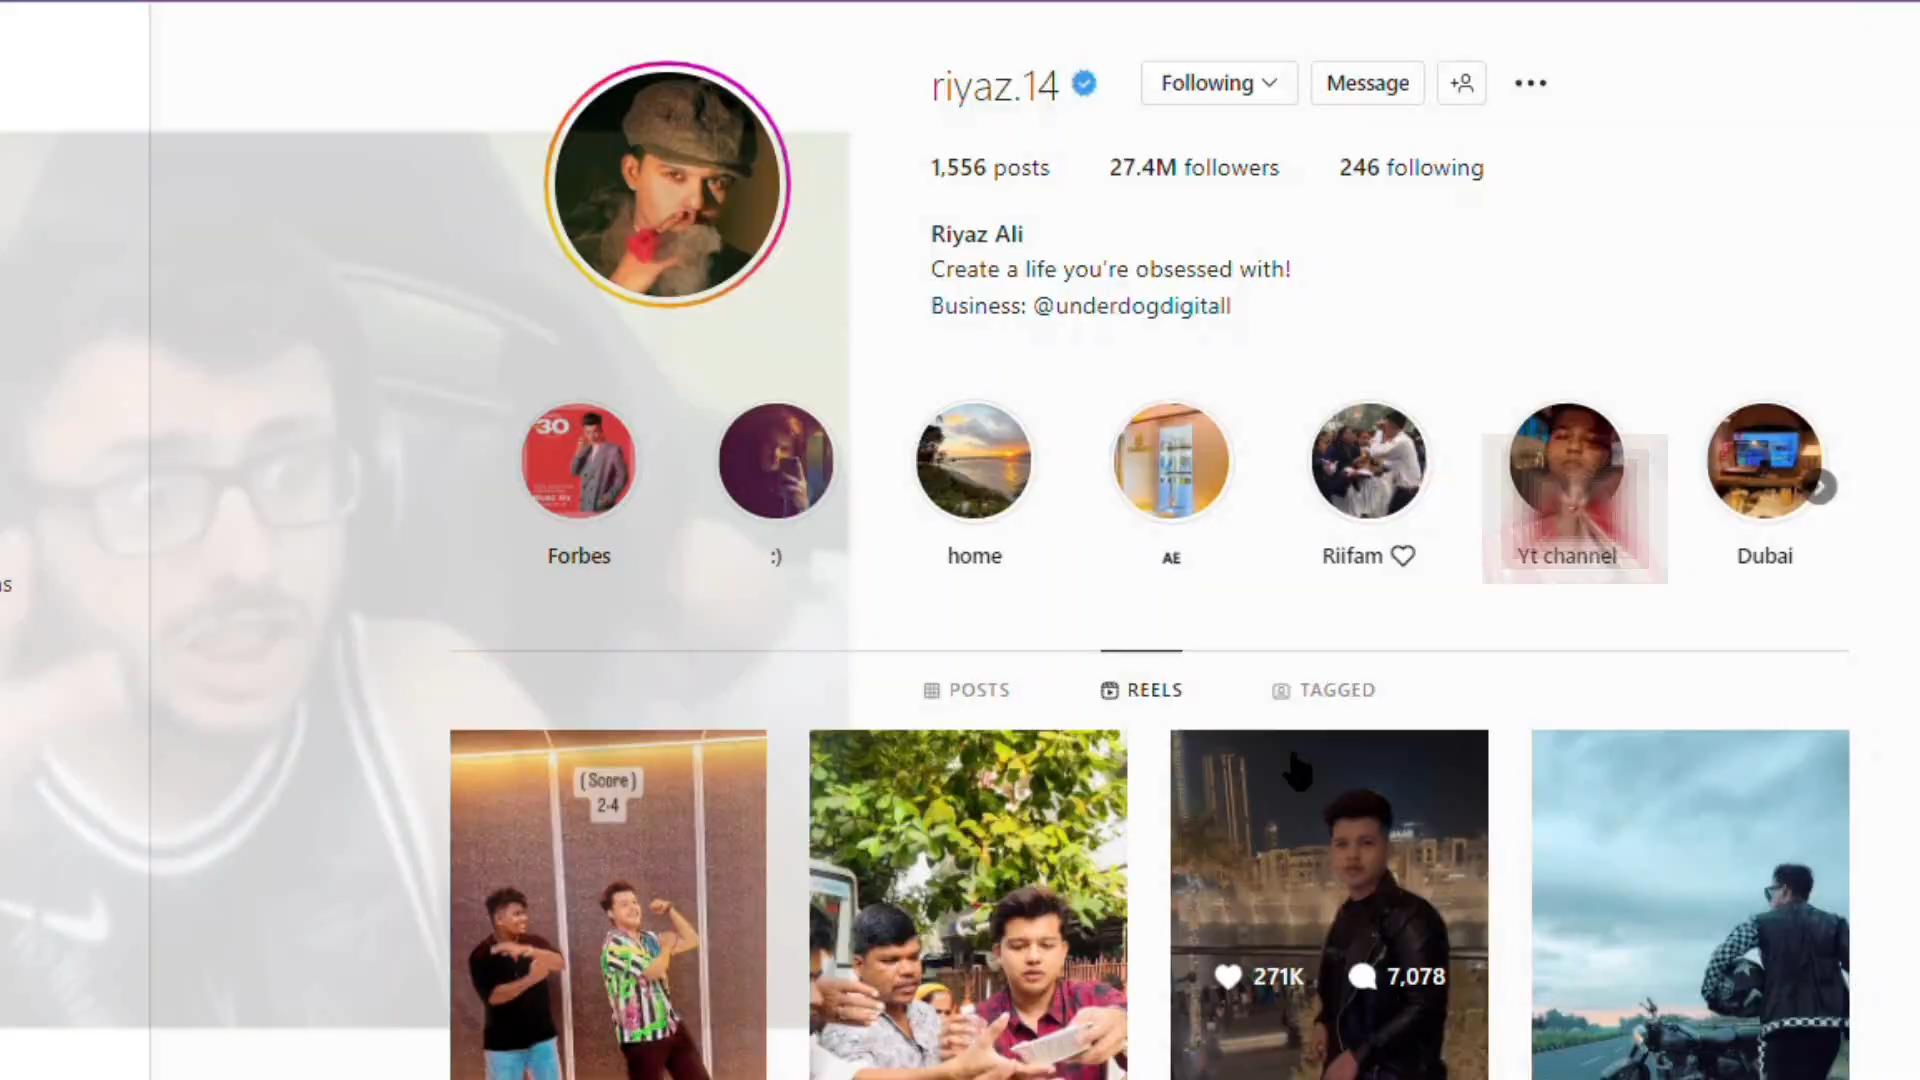 riyaz.14
Following
Message
1,556 posts
27.4M followers
246 following
Riyaz Ali
Create a life you're obsessed with!
Business: @underdogdigitall
30
Forbes
:)
home
AE
Riifam ♡
Yt channel
Dubai
POSTS
REELS
TAGGED
(Score)
2-4
271K
7,078